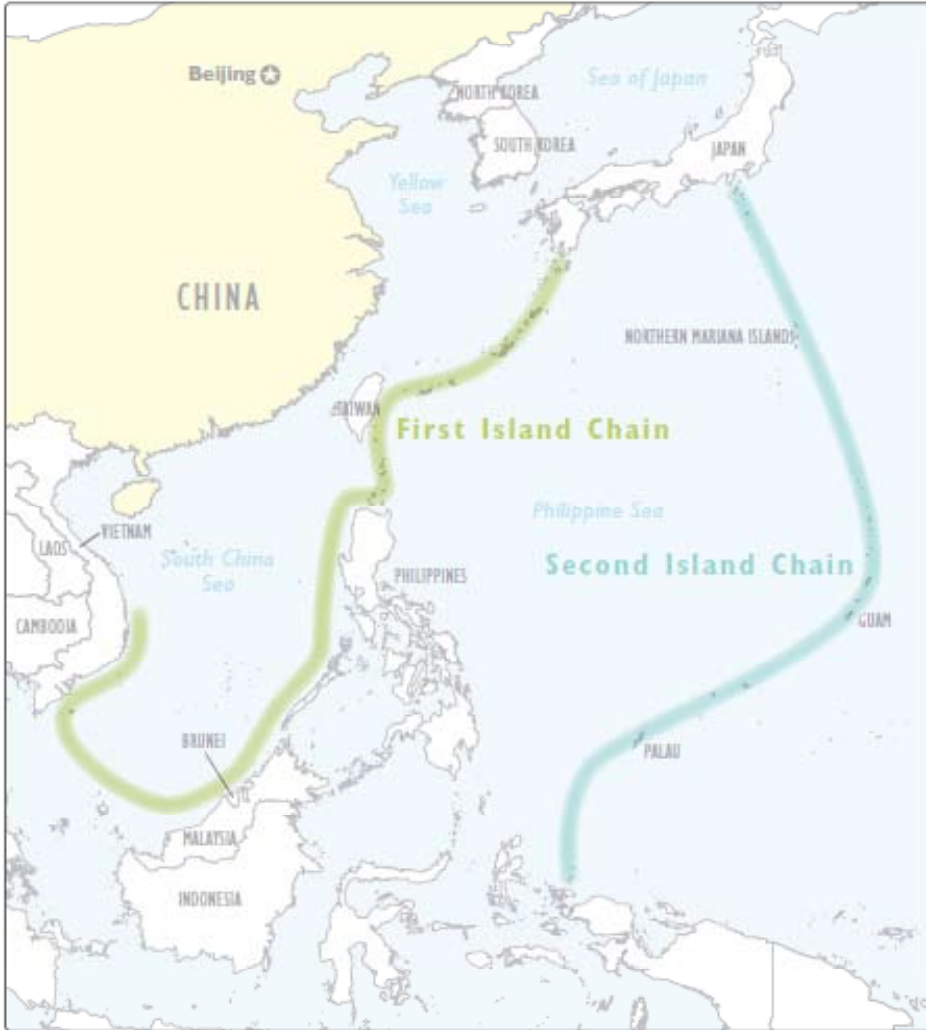 Beijing
Sea of Japan
NORTH KOREA
SOUTH KOREA
JAPAN
Yellow
Sea
CHINA
NORTHERN MARIANA ISLANDS
TAIWAN
First Island Chain
Philippine Sea
VIETNAM
LAOS
South China
Sea
Second Island Chain
PHILIPPINES
CAMBODIA
GUAM
BRUNEI
PALAU
MALAYSIA
INDONESIA